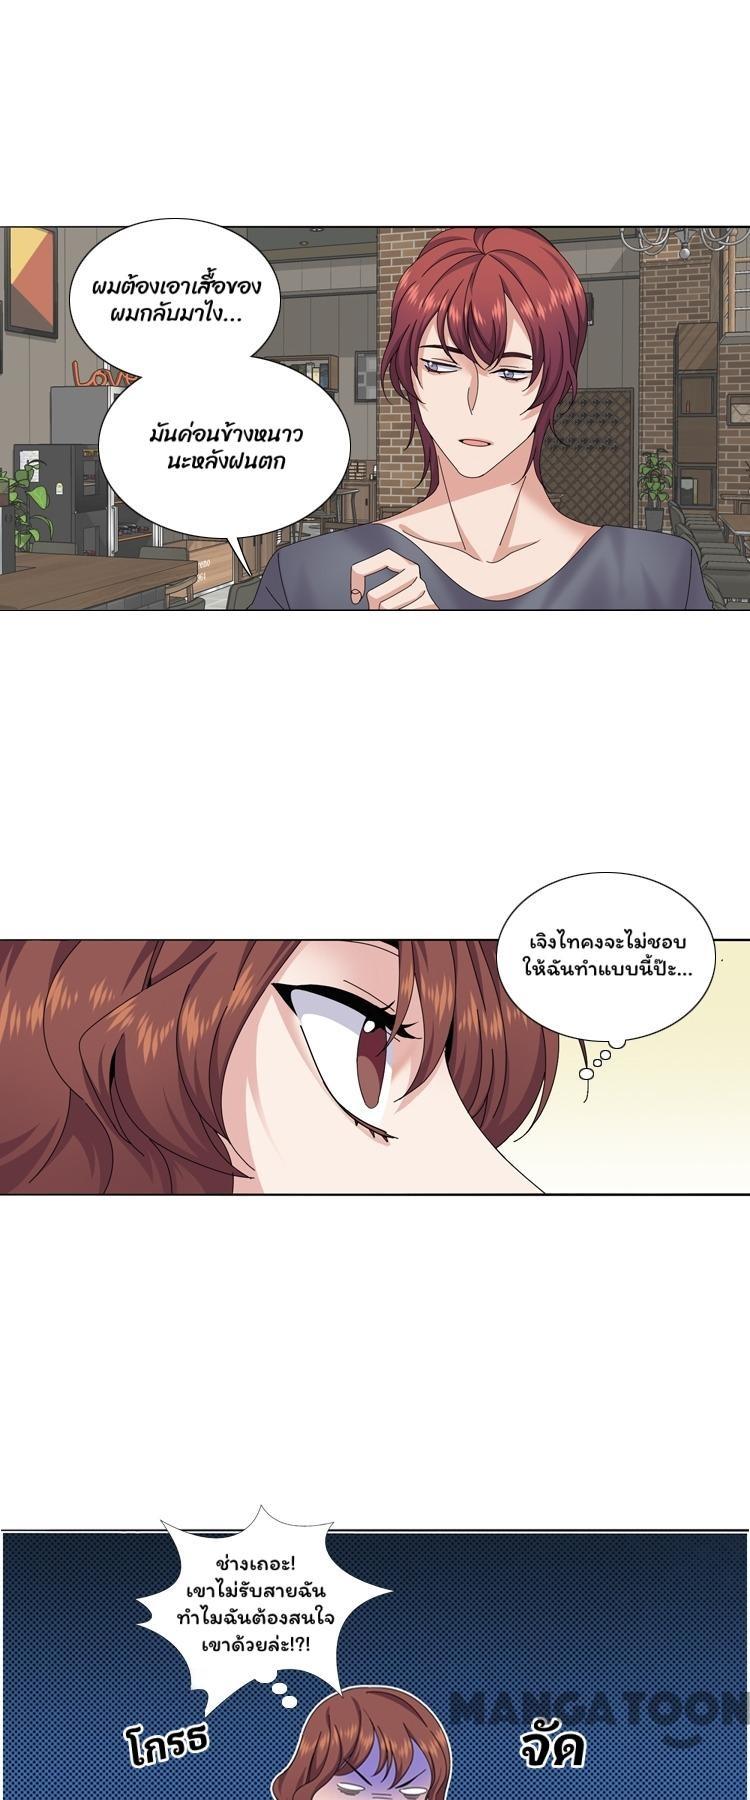 ผมต้องเอาเสื้อของ
ผมกลับมาไง...
Love
มันค่อนข้างหนาว
นะหลังฝนตก
เจิงไทคงจะไม่ชอบ
ให้ฉันทำแบบนี้ป๊ะ...
ช่างเถอะ!
เขาไม่รับสายฉัน
ทำไมฉันต้องสนใจ
เขาด้วยล่ะ!?!
MANGATOON
โกรธ
จัด